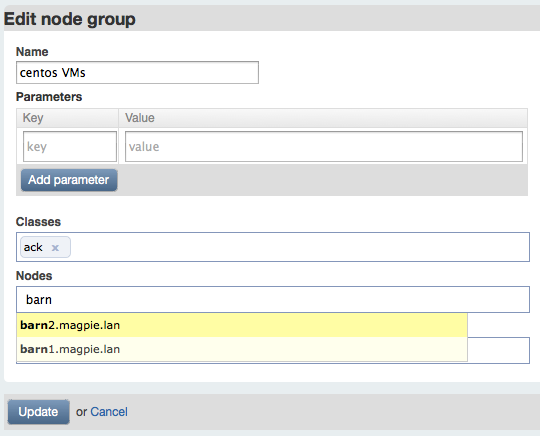 Edit node group
Name
centos VMs
Parameters
Key Value
key value
Add parameter
Classes
ack ×
Nodes
barn
barn2.magpie.lan
barn1.magpie.lan
Update or Cancel